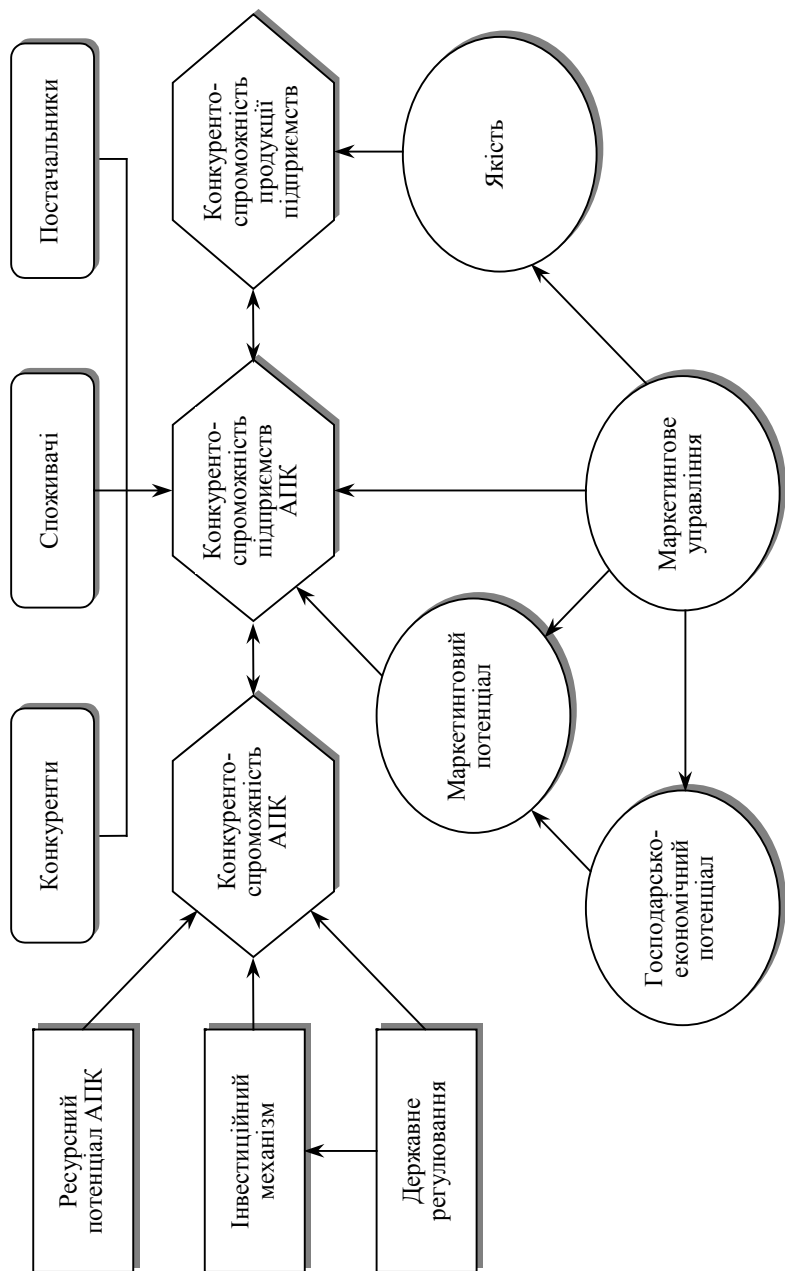 Постачальники
Споживачі
Конкуренти
Конкуренто-
спроможність
продукції
підприємств
Конкуренто-
спроможність
підприємств
АПК
Конкуренто-
спроможність
АПК
Якість
Маркетингове
управління
Маркетинговий
потенціал
Господарсько-
економічний
потенціал
Ресурсний
потенціал АПК
Інвестиційний
механізм
Державне
регулювання